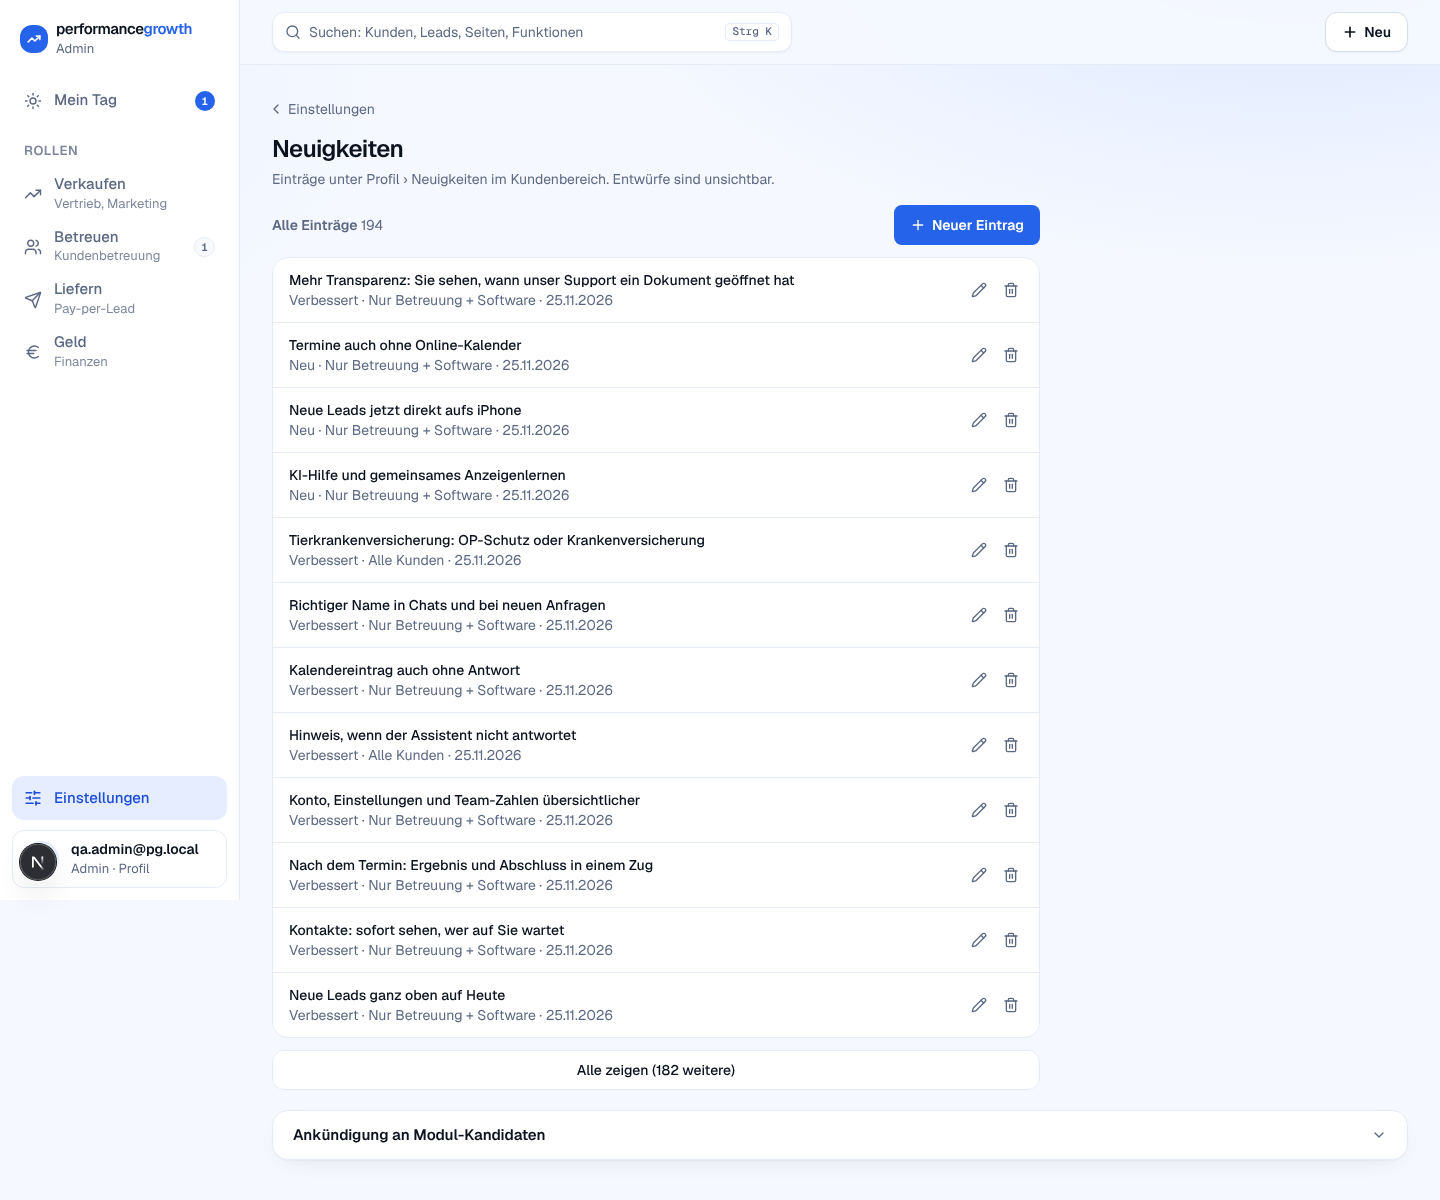 performancegrowth
Admin
Suchen: Kunden, Leads, Seiten, Funktionen
Strg K
Neu
Mein Tag
1
ROLLEN
Verkaufen
Vertrieb, Marketing
Betreuen
Kundenbetreuung
1
Liefern
Pay-per-Lead
Geld
Finanzen
Einstellungen
N
qa.admin@pg.local
Admin · Profil
Einstellungen
Neuigkeiten
Einträge unter Profil › Neuigkeiten im Kundenbereich. Entwürfe sind unsichtbar.
Alle Einträge 194
Neuer Eintrag
Mehr Transparenz: Sie sehen, wann unser Support ein Dokument geöffnet hat
Verbessert · Nur Betreuung + Software · 25.11.2026
Termine auch ohne Online-Kalender
Neu · Nur Betreuung + Software · 25.11.2026
Neue Leads jetzt direkt aufs iPhone
Neu · Nur Betreuung + Software · 25.11.2026
KI-Hilfe und gemeinsames Anzeigenlernen
Neu · Nur Betreuung + Software · 25.11.2026
Tierkrankenversicherung: OP-Schutz oder Krankenversicherung
Verbessert · Alle Kunden · 25.11.2026
Richtiger Name in Chats und bei neuen Anfragen
Verbessert · Nur Betreuung + Software · 25.11.2026
Kalendereintrag auch ohne Antwort
Verbessert · Nur Betreuung + Software · 25.11.2026
Hinweis, wenn der Assistent nicht antwortet
Verbessert · Alle Kunden · 25.11.2026
Konto, Einstellungen und Team-Zahlen übersichtlicher
Verbessert · Nur Betreuung + Software · 25.11.2026
Nach dem Termin: Ergebnis und Abschluss in einem Zug
Verbessert · Nur Betreuung + Software · 25.11.2026
Kontakte: sofort sehen, wer auf Sie wartet
Verbessert · Nur Betreuung + Software · 25.11.2026
Neue Leads ganz oben auf Heute
Verbessert · Nur Betreuung + Software · 25.11.2026
Alle zeigen (182 weitere)
Ankündigung an Modul-Kandidaten